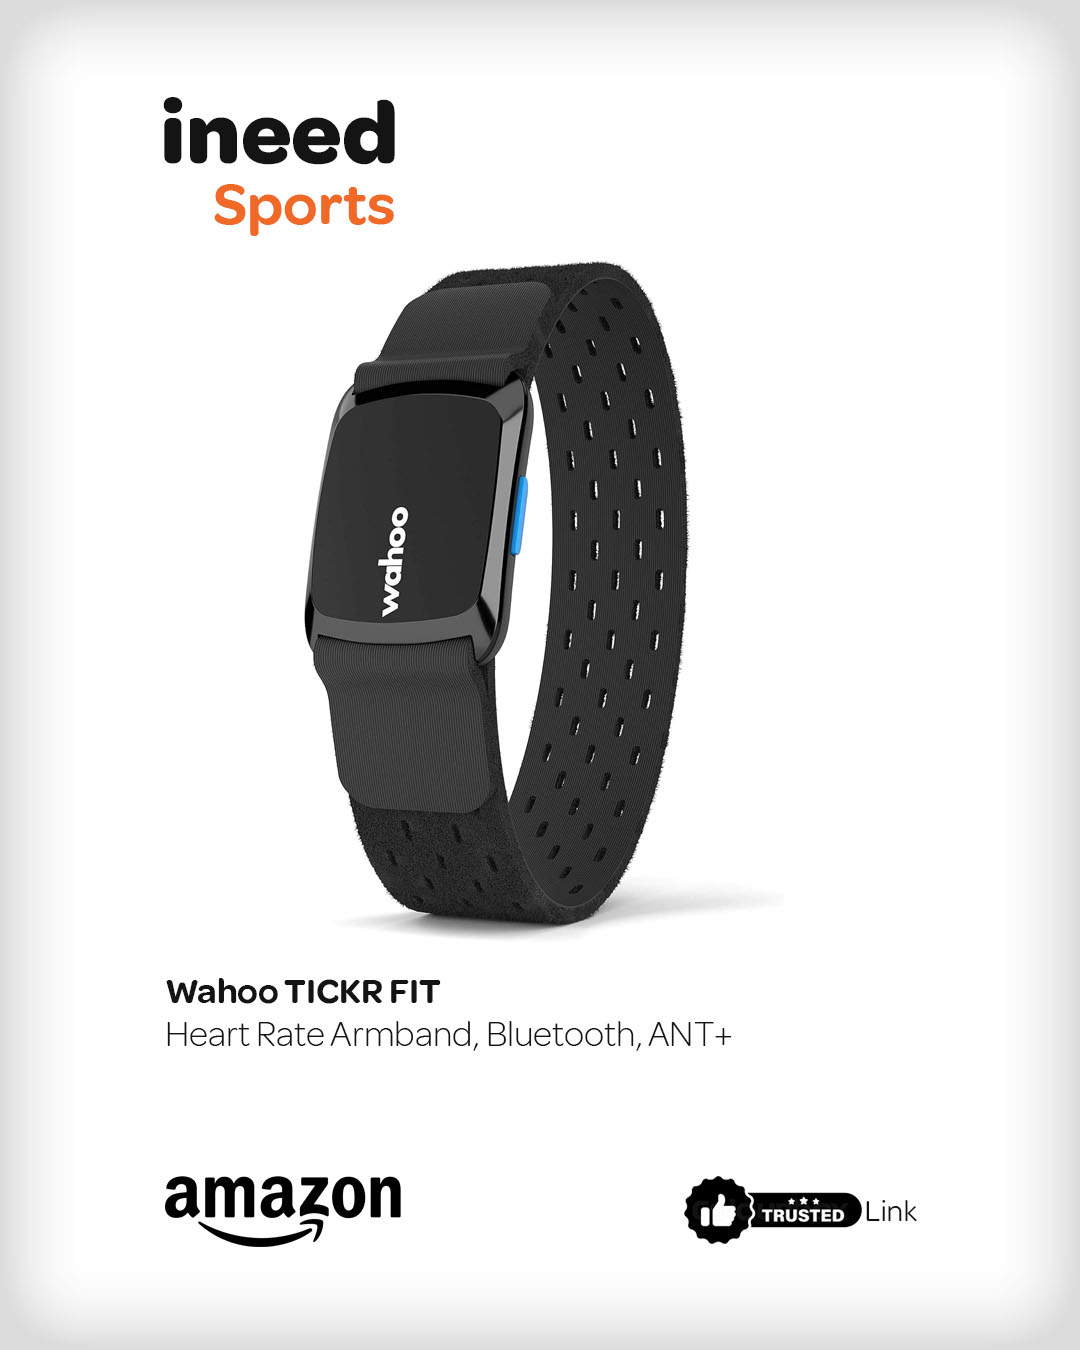 ineed
Sports
wahoo
Wahoo TICKR FIT
Heart Rate Armband, Bluetooth, ANT+
amazon
TRUSTED Link